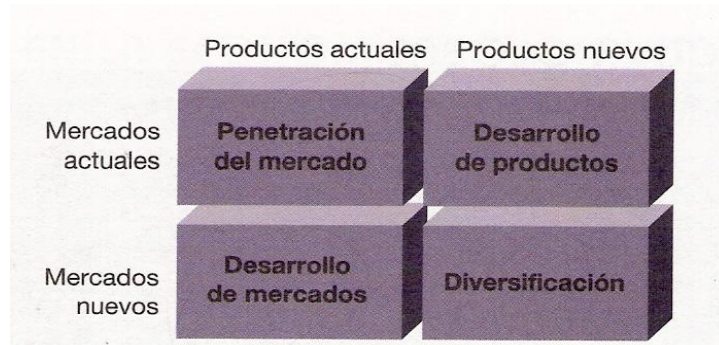 Productos actuales Productos nuevos
Mercados
actuales
Penetración
del mercado
Desarrollo
de productos
Mercados
nuevos
Desarrollo
de mercados
Diversificación